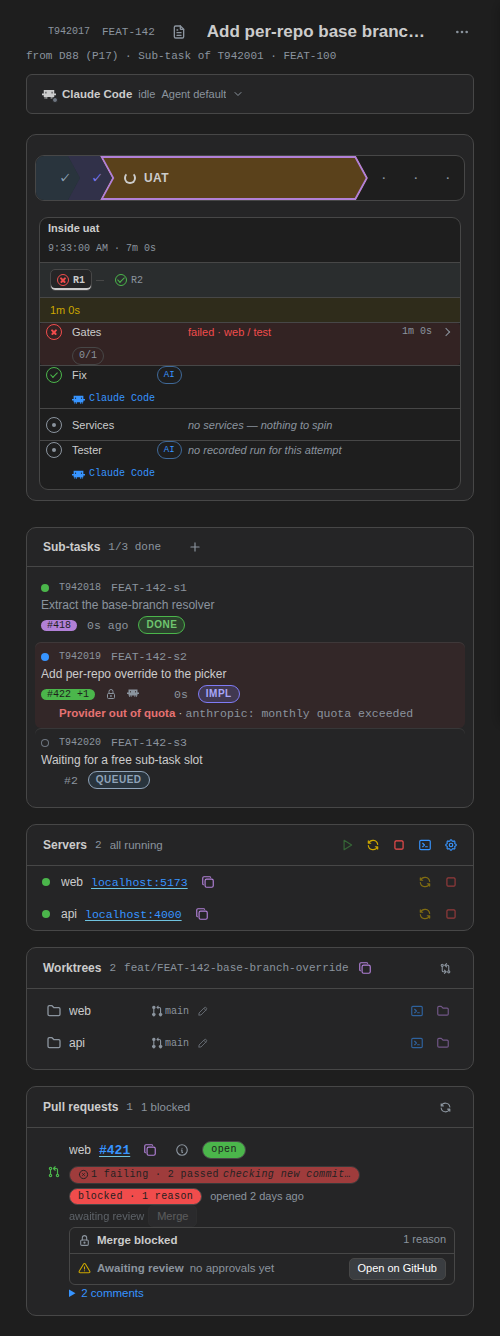 T942017 FEAT-142 Add per-repo base branc… ···
from D88 (P17) · Sub-task of T942001 · FEAT-100
Claude Code idle Agent default
✓ ✓ UAT · · ·
Inside uat
9:33:00 AM · 7m 0s
R1 — R2
1m 0s
Gates failed · web / test 1m 0s
0/1
Fix AI
Claude Code
Services no services — nothing to spin
Tester AI no recorded run for this attempt
Claude Code
Sub-tasks 1/3 done +
T942018 FEAT-142-s1
Extract the base-branch resolver
#418 0s ago DONE
T942019 FEAT-142-s2
Add per-repo override to the picker
#422 +1 0s IMPL
Provider out of quota · anthropic: monthly quota exceeded
T942020 FEAT-142-s3
Waiting for a free sub-task slot
#2 QUEUED
Servers 2 all running
web localhost:5173
api localhost:4000
Worktrees 2 feat/FEAT-142-base-branch-override
web main
api main
Pull requests 1 1 blocked
web #421 open
1 failing · 2 passed checking new commit…
blocked · 1 reason opened 2 days ago
awaiting review Merge
Merge blocked 1 reason
Awaiting review no approvals yet Open on GitHub
2 comments